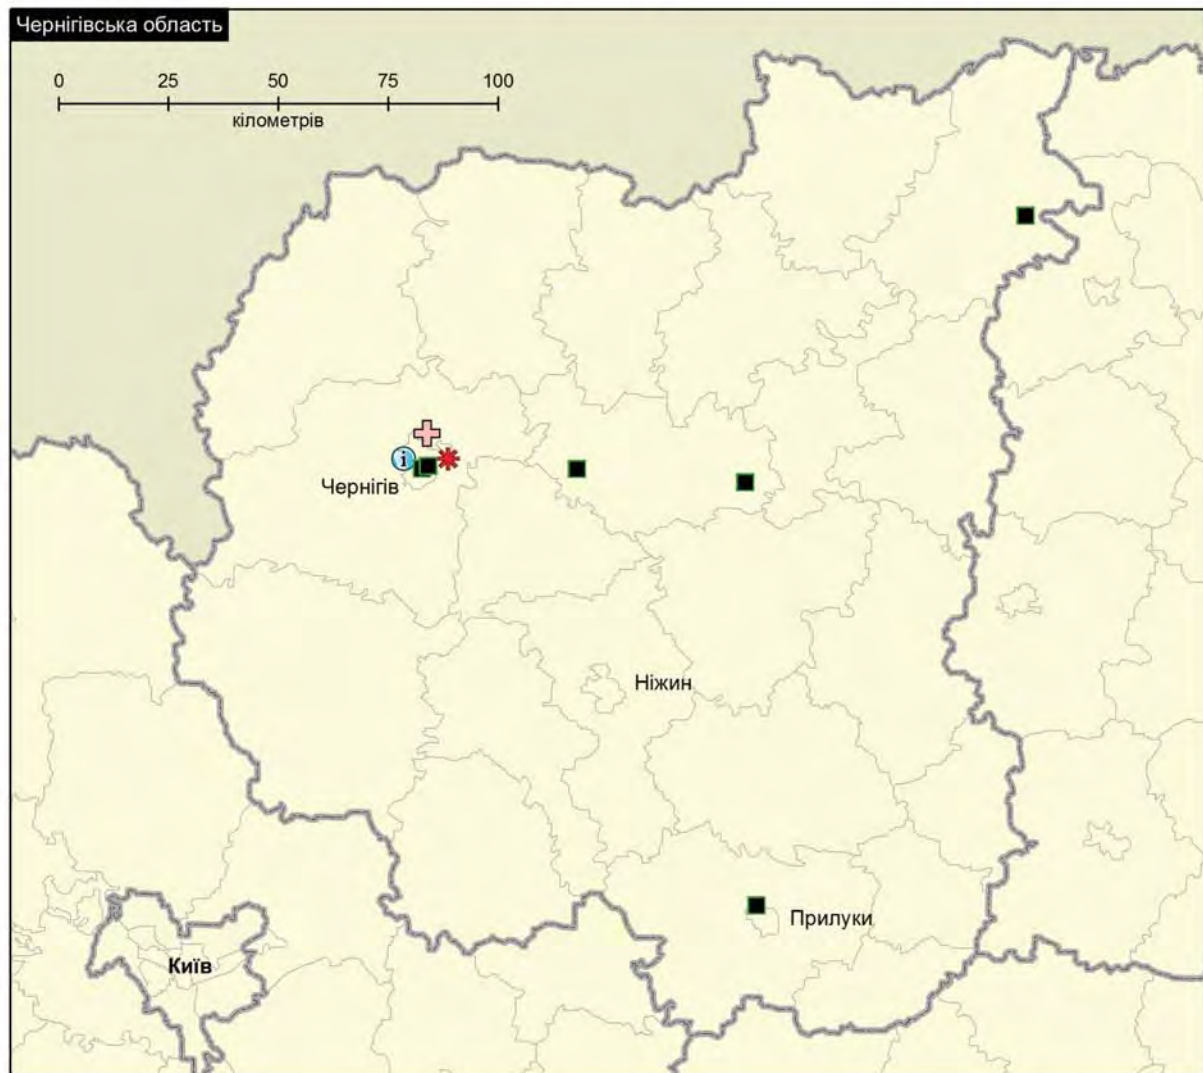 Чернігівська область
0 25 50 75 100
кілометрів
i
Чернігів
Ніжин
Прилуки
Київ